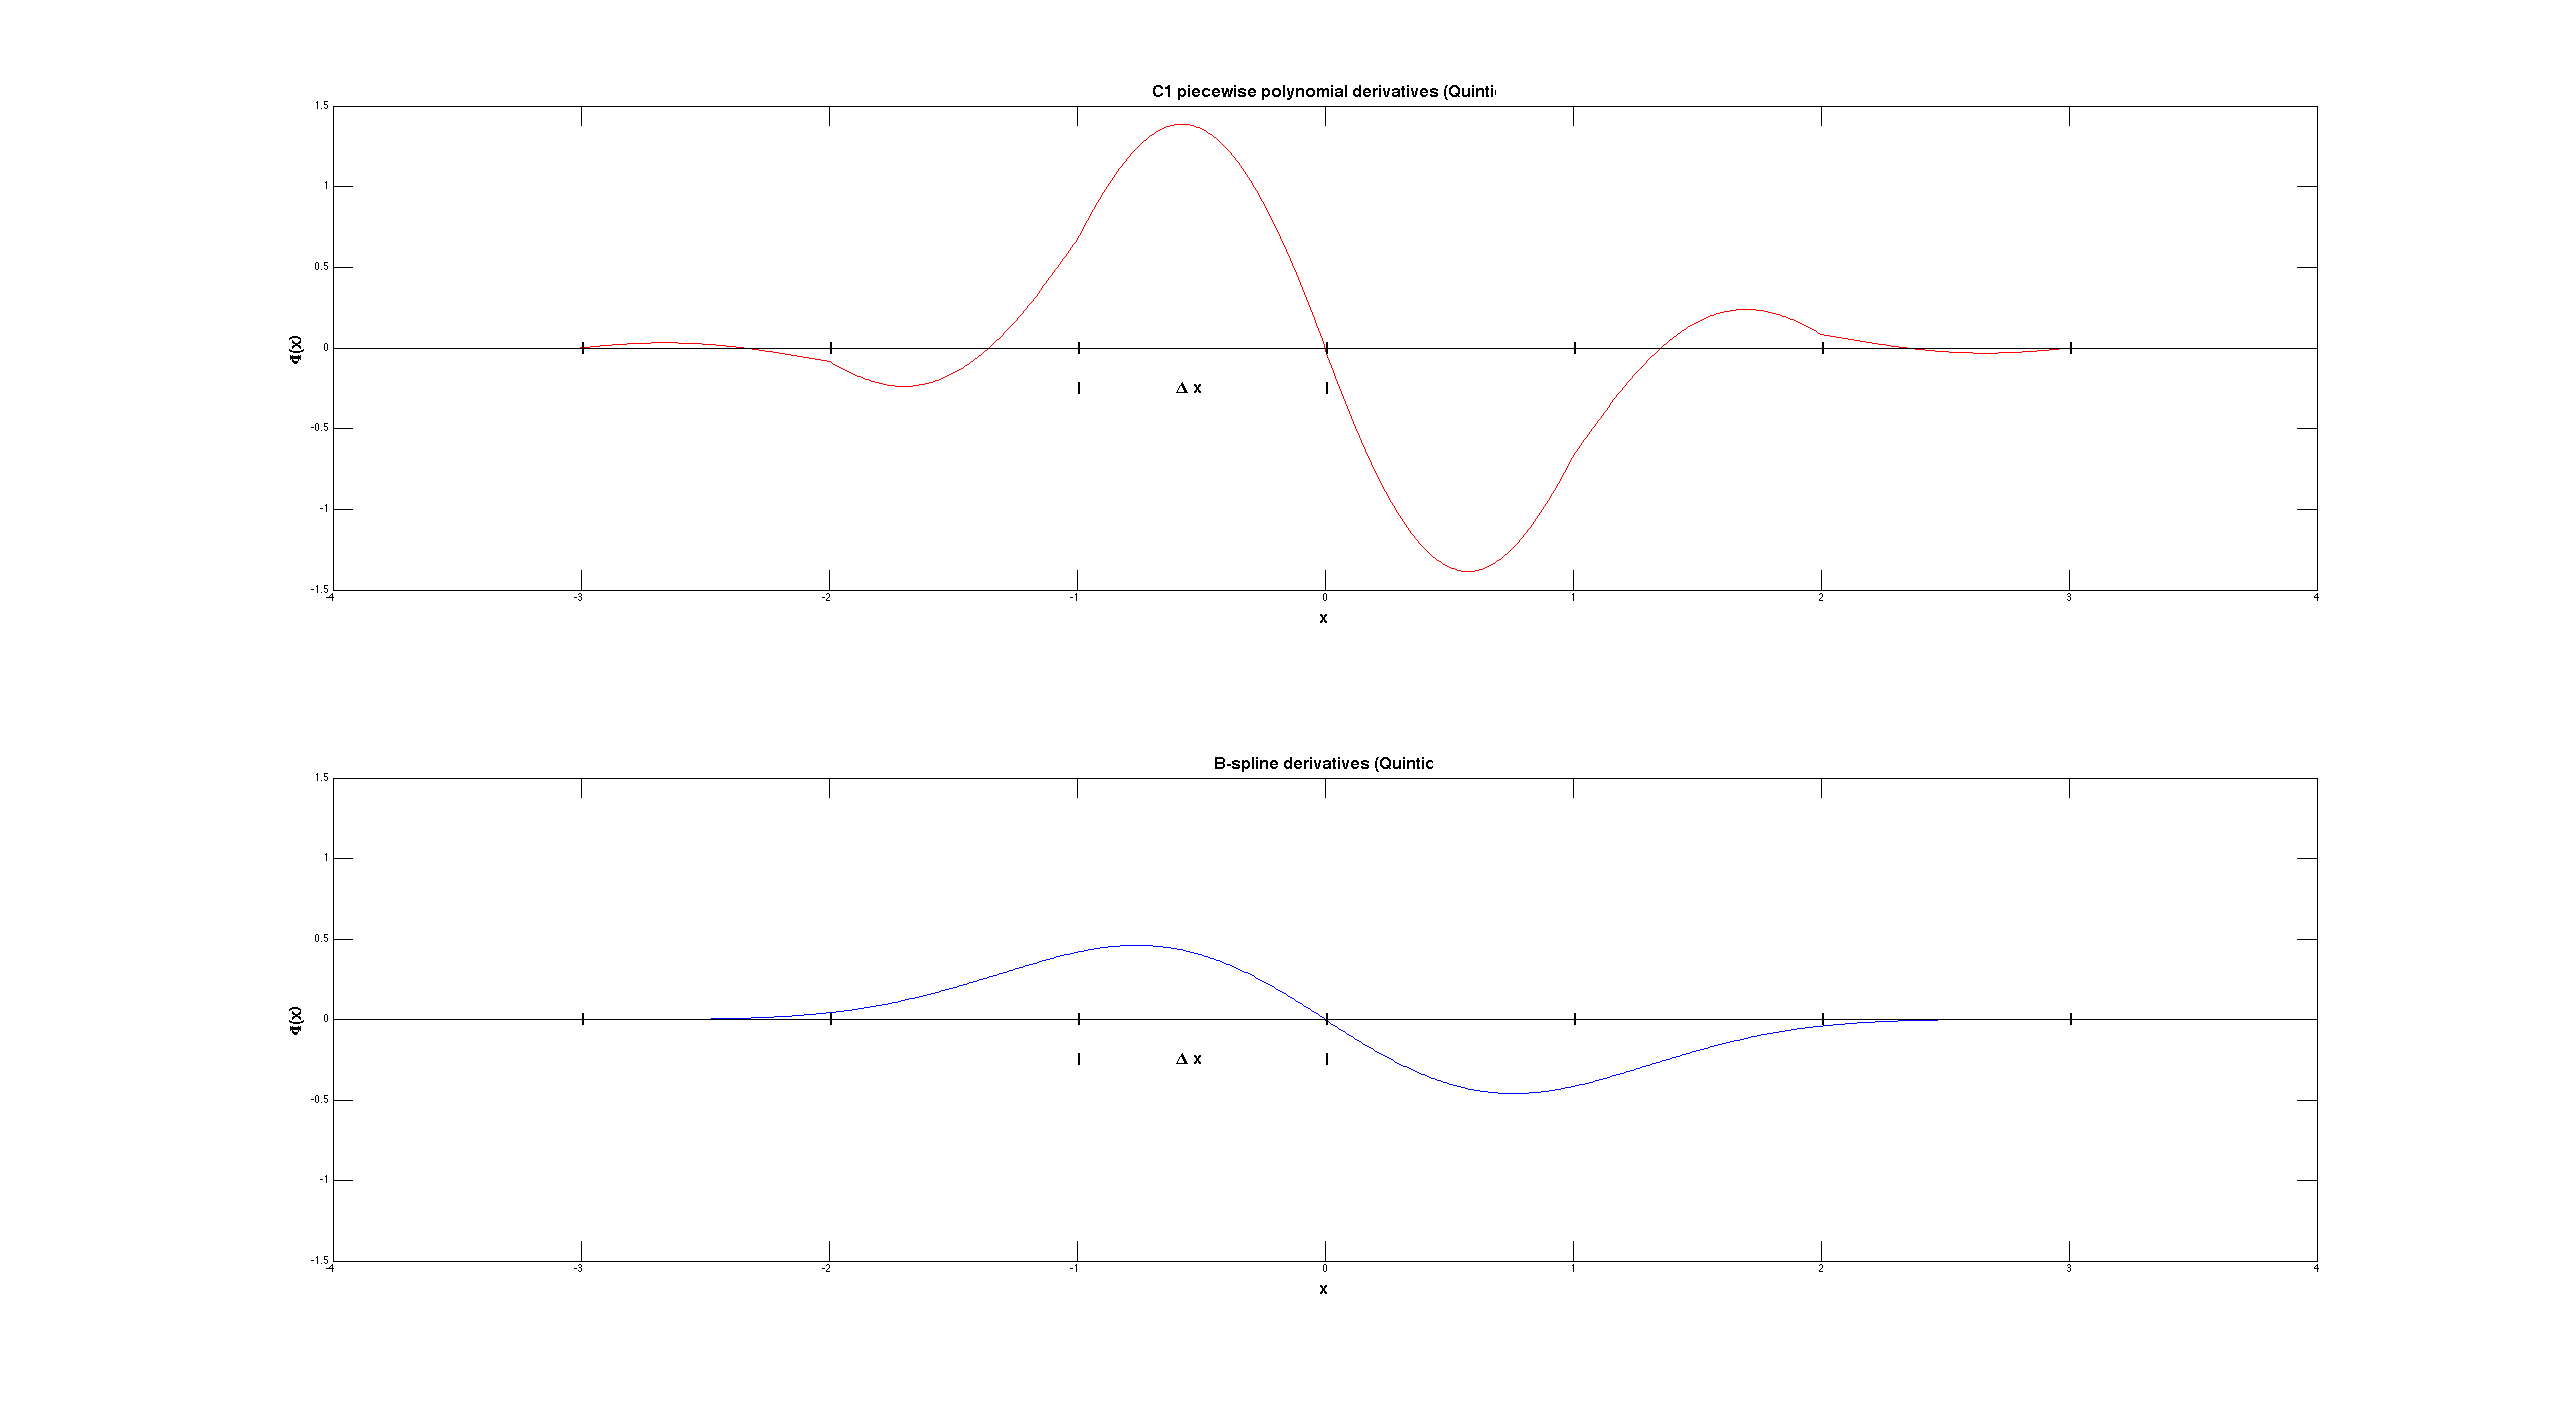 C1 piecewise polynomial derivatives (Quinti
1.5
1
0.5
0
-0.5
-1
-1.5
Φ(x)
Δ x
-4 -3 -2 -1 0 1 2 3 4
x
B-spline derivatives (Quintic
1.5
1
0.5
0
-0.5
-1
-1.5
Φ(x)
Δ x
-4 -3 -2 -1 0 1 2 3 4
x